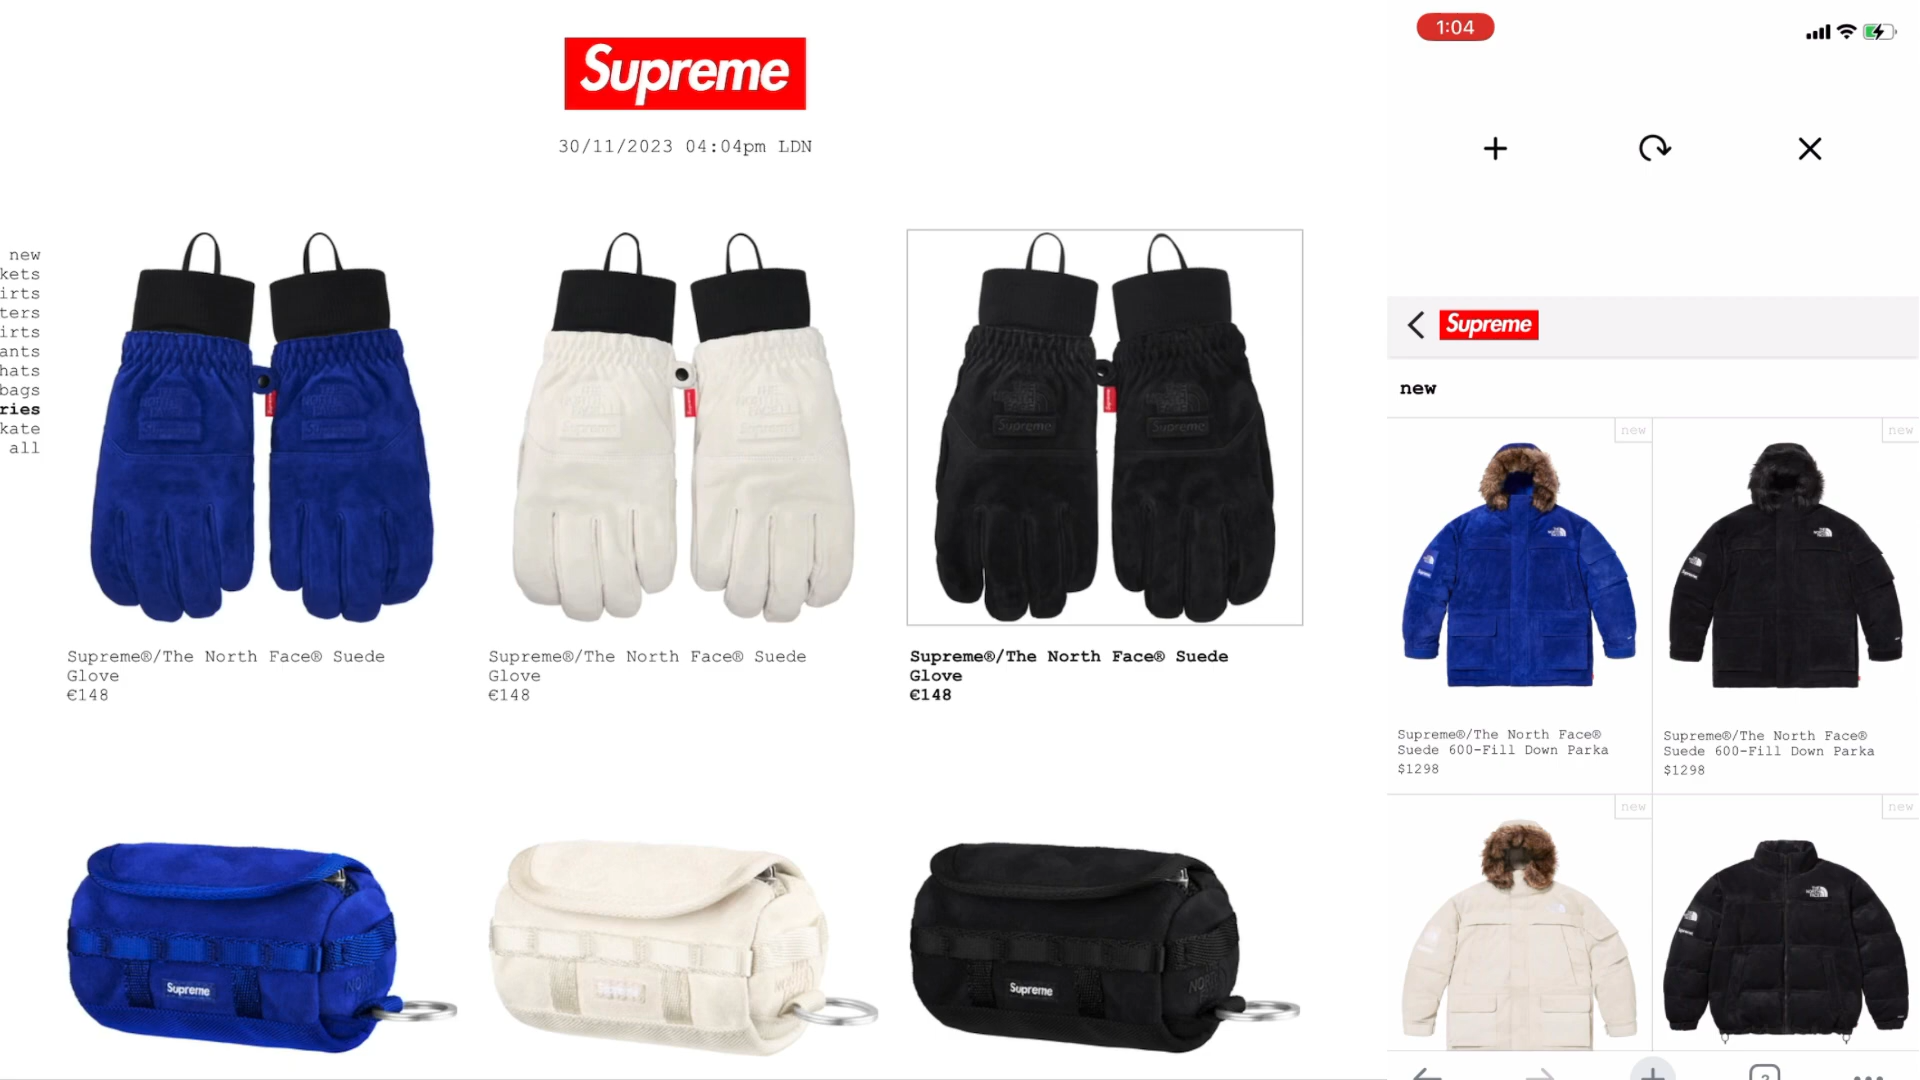 Supreme
30/11/2023 04:04pm LDN
new
kets
irts
ters
irts
ants
hats
bags
ries
kate
all
Supreme®/The North Face® Suede
Glove
€148
Supreme®/The North Face® Suede
Glove
€148
Supreme®/The North Face® Suede
Glove
€148
Supreme
Supreme
1:04
Supreme
new
new
new
Supreme®/The North Face®
Suede 600-Fill Down Parka
$1298
Supreme®/The North Face®
Suede 600-Fill Down Parka
$1298
new
new